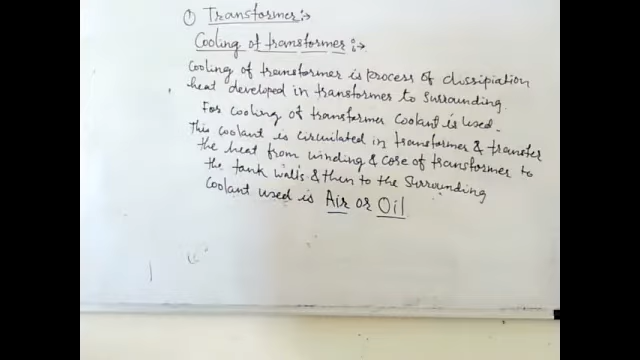 ① Transformer:→
Cooling of transformer :→
Cooling of transformer is process of dissipiation
heat developed in transformer to surrounding.
For cooling of transformer coolant is used.
This coolant is circulated in transformer & transfer
the heat from winding & core of transformer to
the tank walls & then to the surrounding
coolant used is Air or Oil